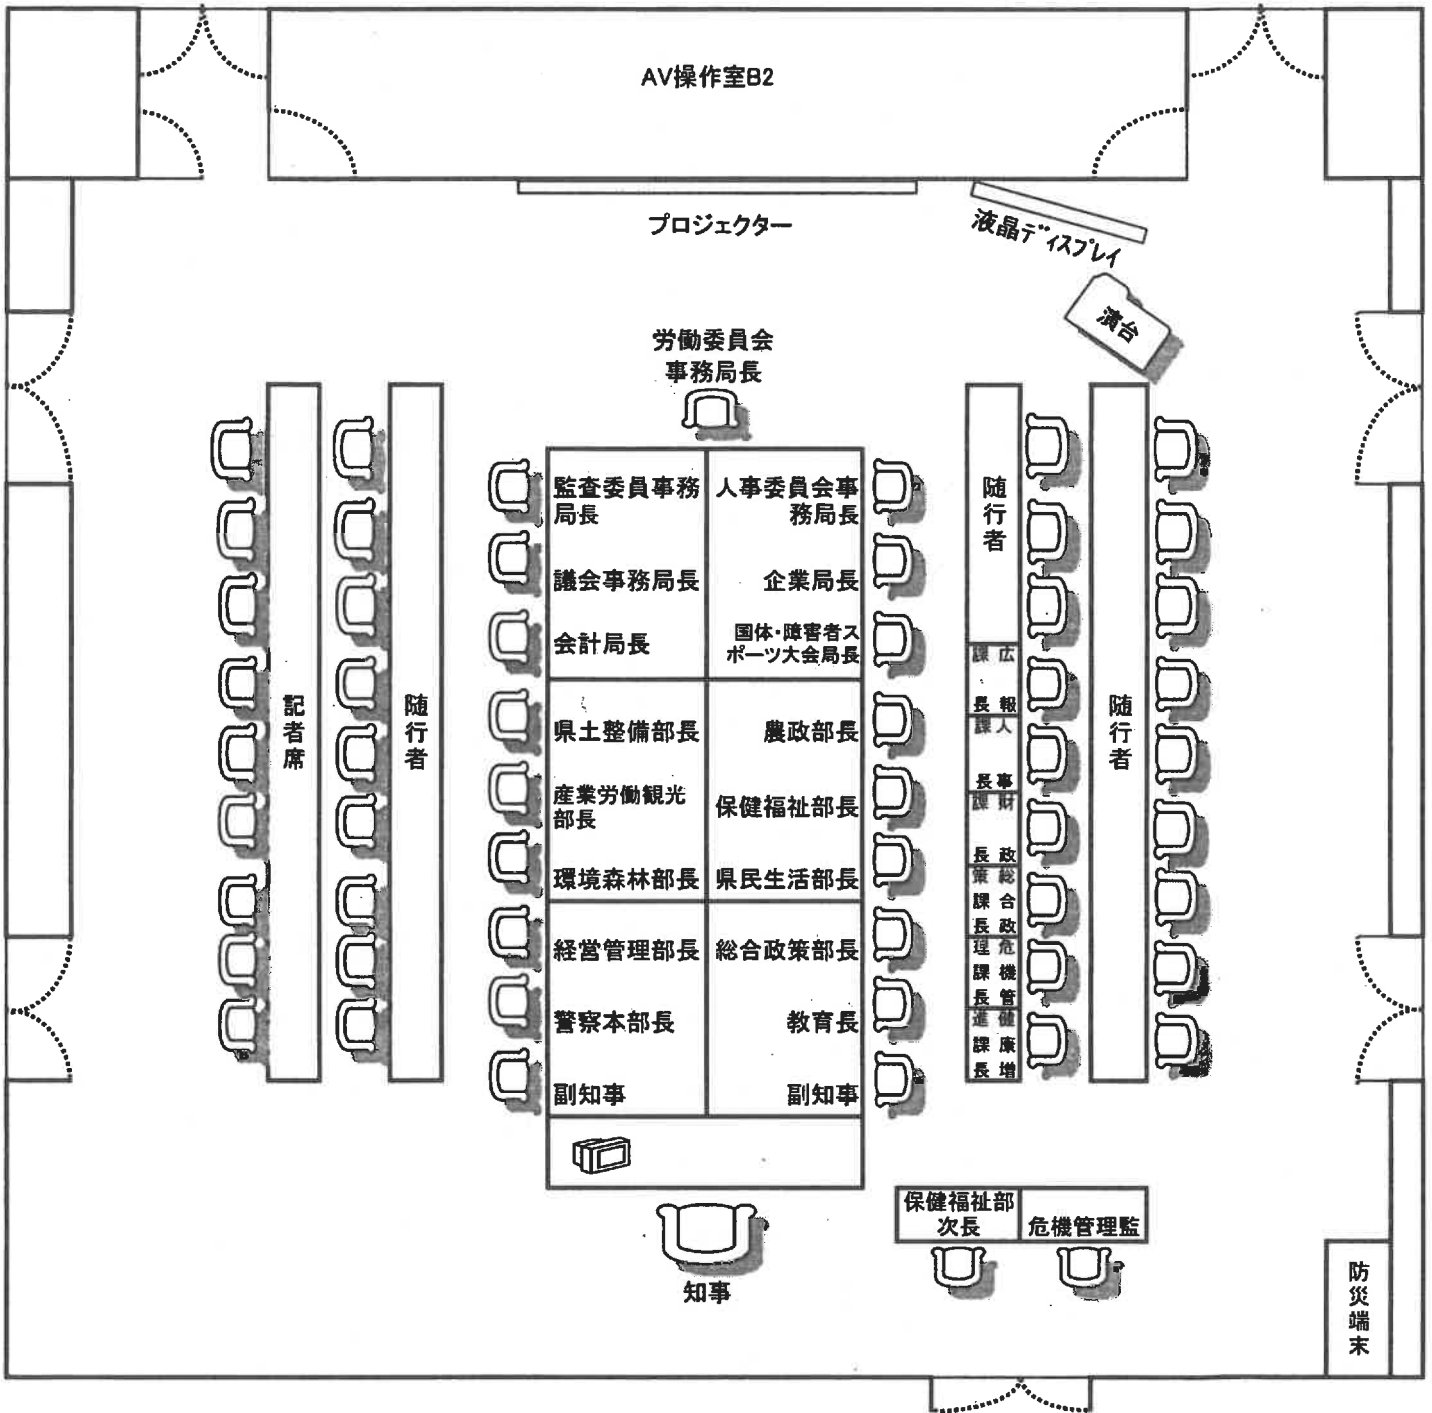 AV操作室B2
プロジェクター
液晶ディスプレイ
演台
労働委員会
事務局長
監査委員事務
局長
人事委員会事
務局長
議会事務局長
企業局長
会計局長
国体・障害者ス
ポーツ大会局長
県土整備部長
農政部長
産業労働観光
部長
保健福祉部長
環境森林部長
県民生活部長
経営管理部長
総合政策部長
警察本部長
教育長
副知事
副知事
知事
記者席
随行者
随行者
広報
課長
人事
課長
財政
課長
総合政
策課長
危機管
理課長
健康増
進課長
随行者
保健福祉部
次長
危機管理監
防災端末